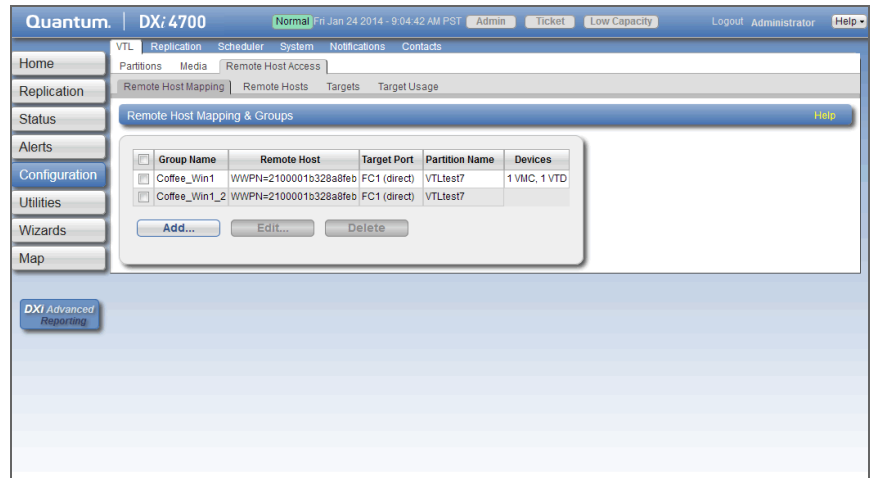 Quantum. DXi 4700 Normal Fri Jan 24 2014 - 9:04:42 AM PST Admin Ticket Low Capacity Logout Administrator Help
VTL Replication Scheduler System Notifications Contacts
Partitions Media Remote Host Access
Remote Host Mapping Remote Hosts Targets Target Usage
Home
Replication
Status
Alerts
Configuration
Utilities
Wizards
Map
DXi Advanced
Reporting
Remote Host Mapping & Groups Help
Group Name Remote Host Target Port Partition Name Devices
Coffee_Win1 WWPN=2100001b328a8feb FC1 (direct) VTLtest7 1 VMC, 1 VTD
Coffee_Win1_2 WWPN=2100001b328a8feb FC1 (direct) VTLtest7
Add... Edit... Delete